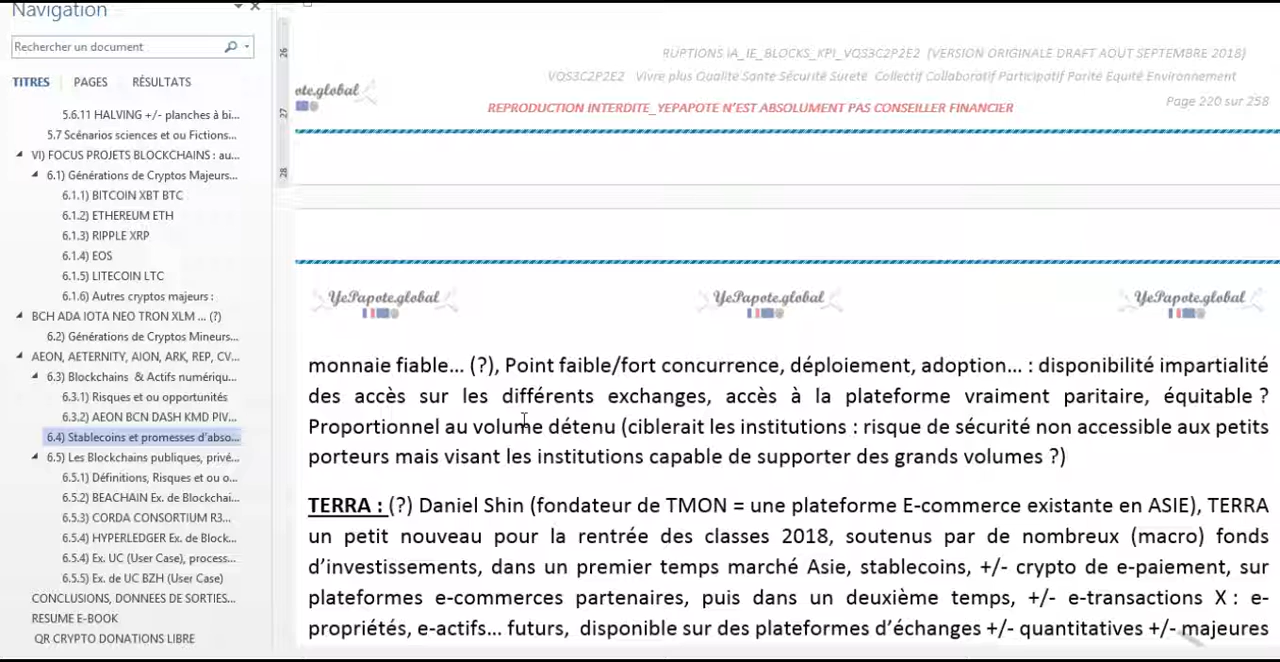 Navigation
Rechercher un document
TITRES
PAGES
RÉSULTATS
5.6.11 HALVING +/- planches à bi...
5.7 Scénarios sciences et ou Fictions...
VI) FOCUS PROJETS BLOCKCHAINS : au...
6.1) Générations de Cryptos Majeurs...
6.1.1) BITCOIN XBT BTC
6.1.2) ETHEREUM ETH
6.1.3) RIPPLE XRP
6.1.4) EOS
6.1.5) LITECOIN LTC
6.1.6) Autres cryptos majeurs :
BCH ADA IOTA NEO TRON XLM ... (?)
6.2) Générations de Cryptos Mineurs...
AEON, AETERNITY, AION, ARK, REP, CV...
6.3) Blockchains & Actifs numériqu...
6.3.1) Risques et ou opportunités
6.3.2) AEON BCN DASH KMD PIV...
6.4) Stablecoins et promesses d'abso...
6.5) Les Blockchains publiques, privé...
6.5.1) Définitions, Risques et ou o...
6.5.2) BEACHAIN Ex. de Blockchai...
6.5.3) CORDA CONSORTIUM R3...
6.5.4) HYPERLEDGER Ex. de Block...
6.5.4) Ex. UC (User Case), process...
6.5.5) Ex. de UC BZH (User Case)
CONCLUSIONS, DONNEES DE SORTIES...
RESUME E-BOOK
QR CRYPTO DONATIONS LIBRE
26
27
28
RUPTIONS IA_IE_BLOCKS_KPI_VQS3C2P2E2 (VERSION ORIGINALE DRAFT AOUT SEPTEMBRE 2018)
VQS3C2P2E2 Vivre plus Qualite Sante Sécurité Sureté Collectif Collaboratif Participatif Parité Equité Environnement
ote.global
REPRODUCTION INTERDITE_YEPAPOTE N'EST ABSOLUMENT PAS CONSEILLER FINANCIER
Page 220 sur 258
YePapote.global
YePapote.global
YePapote.global
monnaie fiable... (?), Point faible/fort concurrence, déploiement, adoption... : disponibilité impartialité
des accès sur les différents exchanges, accès à la plateforme vraiment paritaire, équitable ?
Proportionnel au volume détenu (ciblerait les institutions : risque de sécurité non accessible aux petits
porteurs mais visant les institutions capable de supporter des grands volumes ?)
TERRA : (?) Daniel Shin (fondateur de TMON = une plateforme E-commerce existante en ASIE), TERRA
un petit nouveau pour la rentrée des classes 2018, soutenus par de nombreux (macro) fonds
d'investissements, dans un premier temps marché Asie, stablecoins, +/- crypto de e-paiement, sur
plateformes e-commerces partenaires, puis dans un deuxième temps, +/- e-transactions X : e-
propriétés, e-actifs... futurs, disponible sur des plateformes d'échanges +/- quantitatives +/- majeures